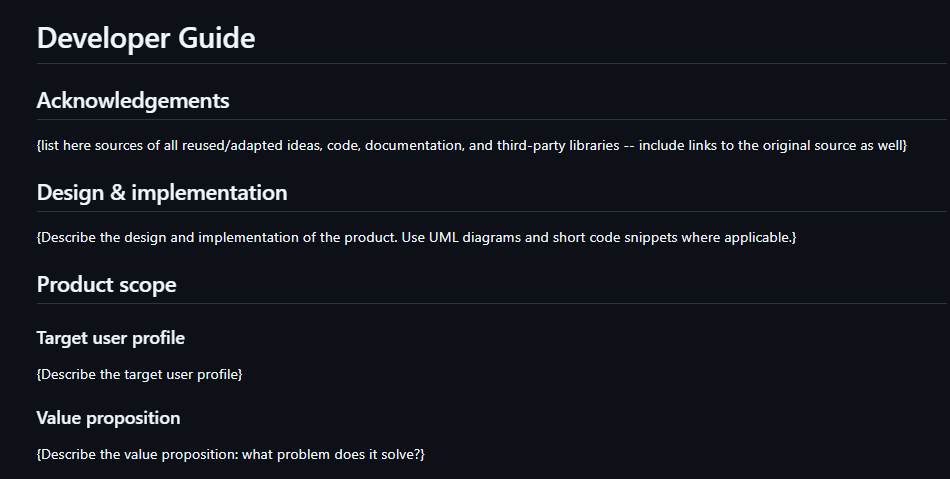 Developer Guide
Acknowledgements
{list here sources of all reused/adapted ideas, code, documentation, and third-party libraries -- include links to the original source as well}
Design & implementation
{Describe the design and implementation of the product. Use UML diagrams and short code snippets where applicable.}
Product scope
Target user profile
{Describe the target user profile}
Value proposition
{Describe the value proposition: what problem does it solve?}